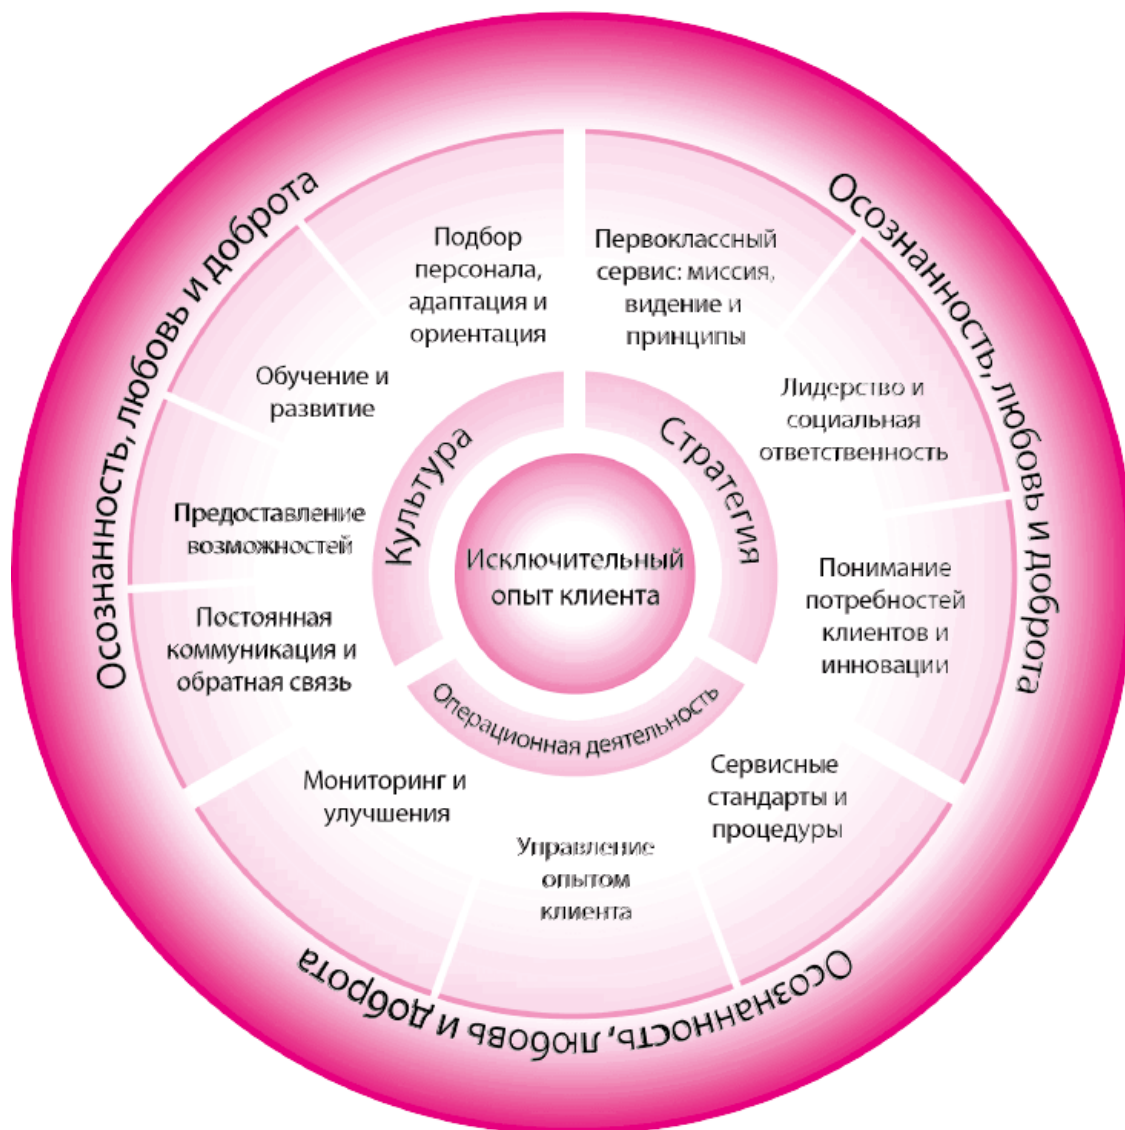 Осознанность, любовь и доброта
Осознанность, любовь и доброта
Подбор
персонала,
адаптация и
ориентация
Первоклассный
сервис: миссия,
видение и
принципы
Обучение и
развитие
Лидерство и
социальная
ответственность
Культура
Стратегия
Предоставление
возможностей
Исключительный
опыт клиента
Понимание
потребностей
клиентов и
инновации
Постоянная
коммуникация и
обратная связь
Операционная деятельность
Мониторинг и
улучшения
Управление
опытом
клиента
Сервисные
стандарты и
процедуры
Осознанность, любовь и доброта